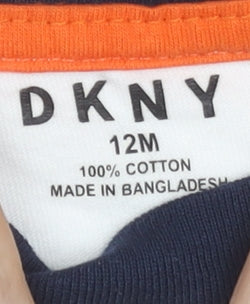 DKNY
12M
100% COTTON
MADE IN BANGLADESH